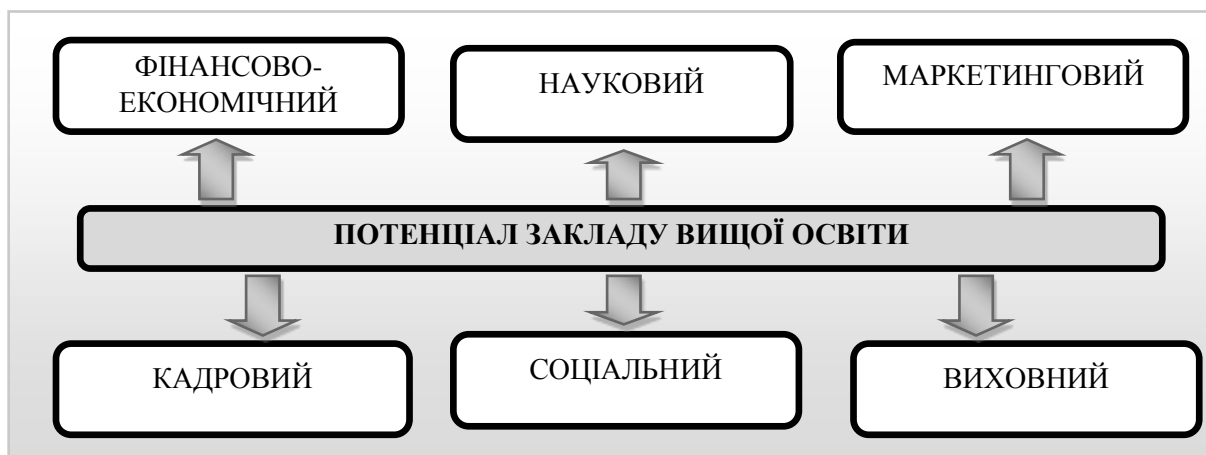 ФІНАНСОВО-
ЕКОНОМІЧНИЙ
НАУКОВИЙ
МАРКЕТИНГОВИЙ
ПОТЕНЦІАЛ ЗАКЛАДУ ВИЩОЇ ОСВІТИ
КАДРОВИЙ
СОЦІАЛЬНИЙ
ВИХОВНИЙ